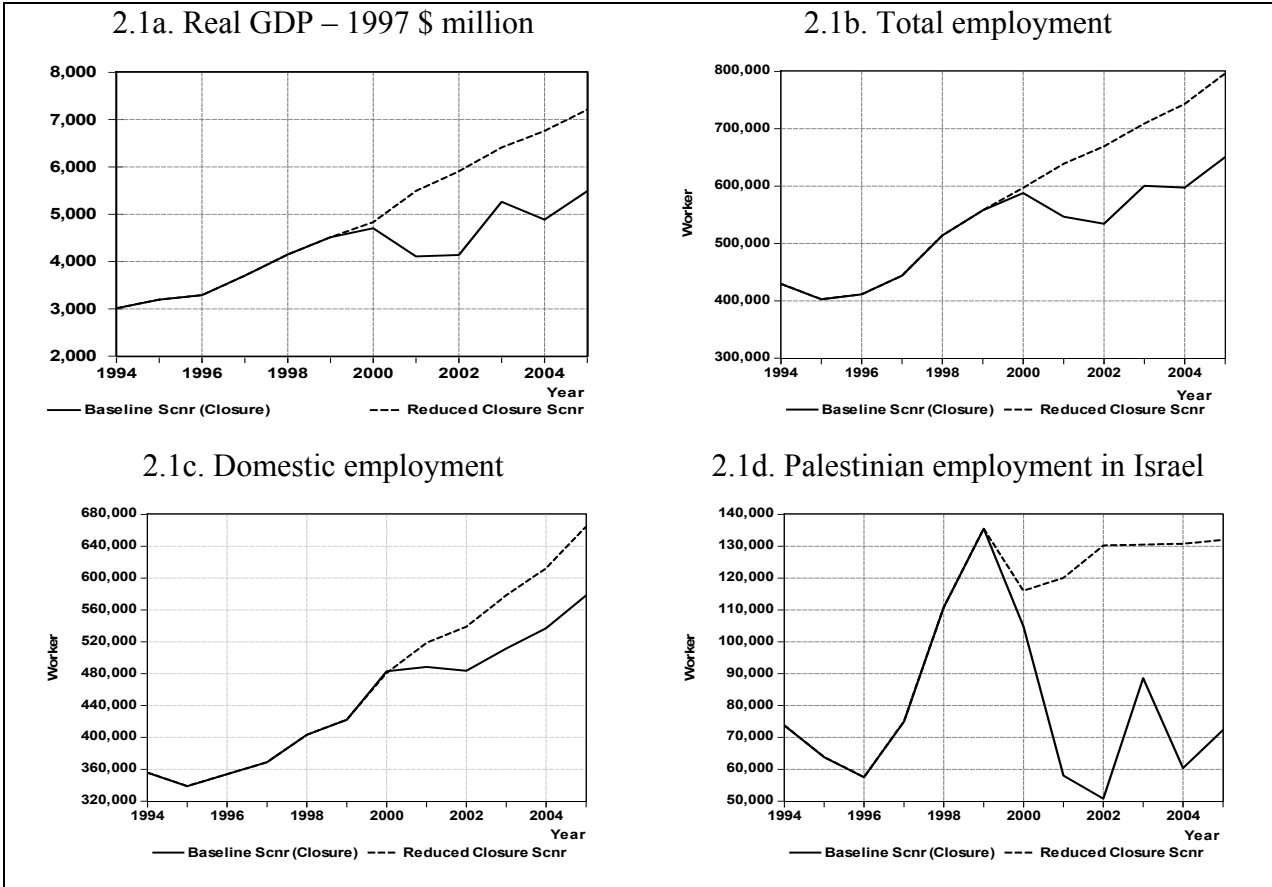 2.1a. Real GDP – 1997 $ million
8,000
7,000
6,000
5,000
4,000
3,000
2,000
1994 1996 1998 2000 2002 2004
Year
Baseline Scnr (Closure) Reduced Closure Scnr
2.1b. Total employment
800,000
700,000
600,000
500,000
400,000
300,000
Worker
1994 1996 1998 2000 2002 2004
Year
Baseline Scnr (Closure) Reduced Closure Scnr
2.1c. Domestic employment
680,000
640,000
600,000
560,000
520,000
480,000
440,000
400,000
360,000
320,000
Worker
1994 1996 1998 2000 2002 2004
Year
Baseline Scnr (Closure) Reduced Closure Scnr
2.1d. Palestinian employment in Israel
140,000
130,000
120,000
110,000
100,000
90,000
80,000
70,000
60,000
50,000
Worker
1994 1996 1998 2000 2002 2004
Year
Baseline Scnr (Closure) Reduced Closure Scnr